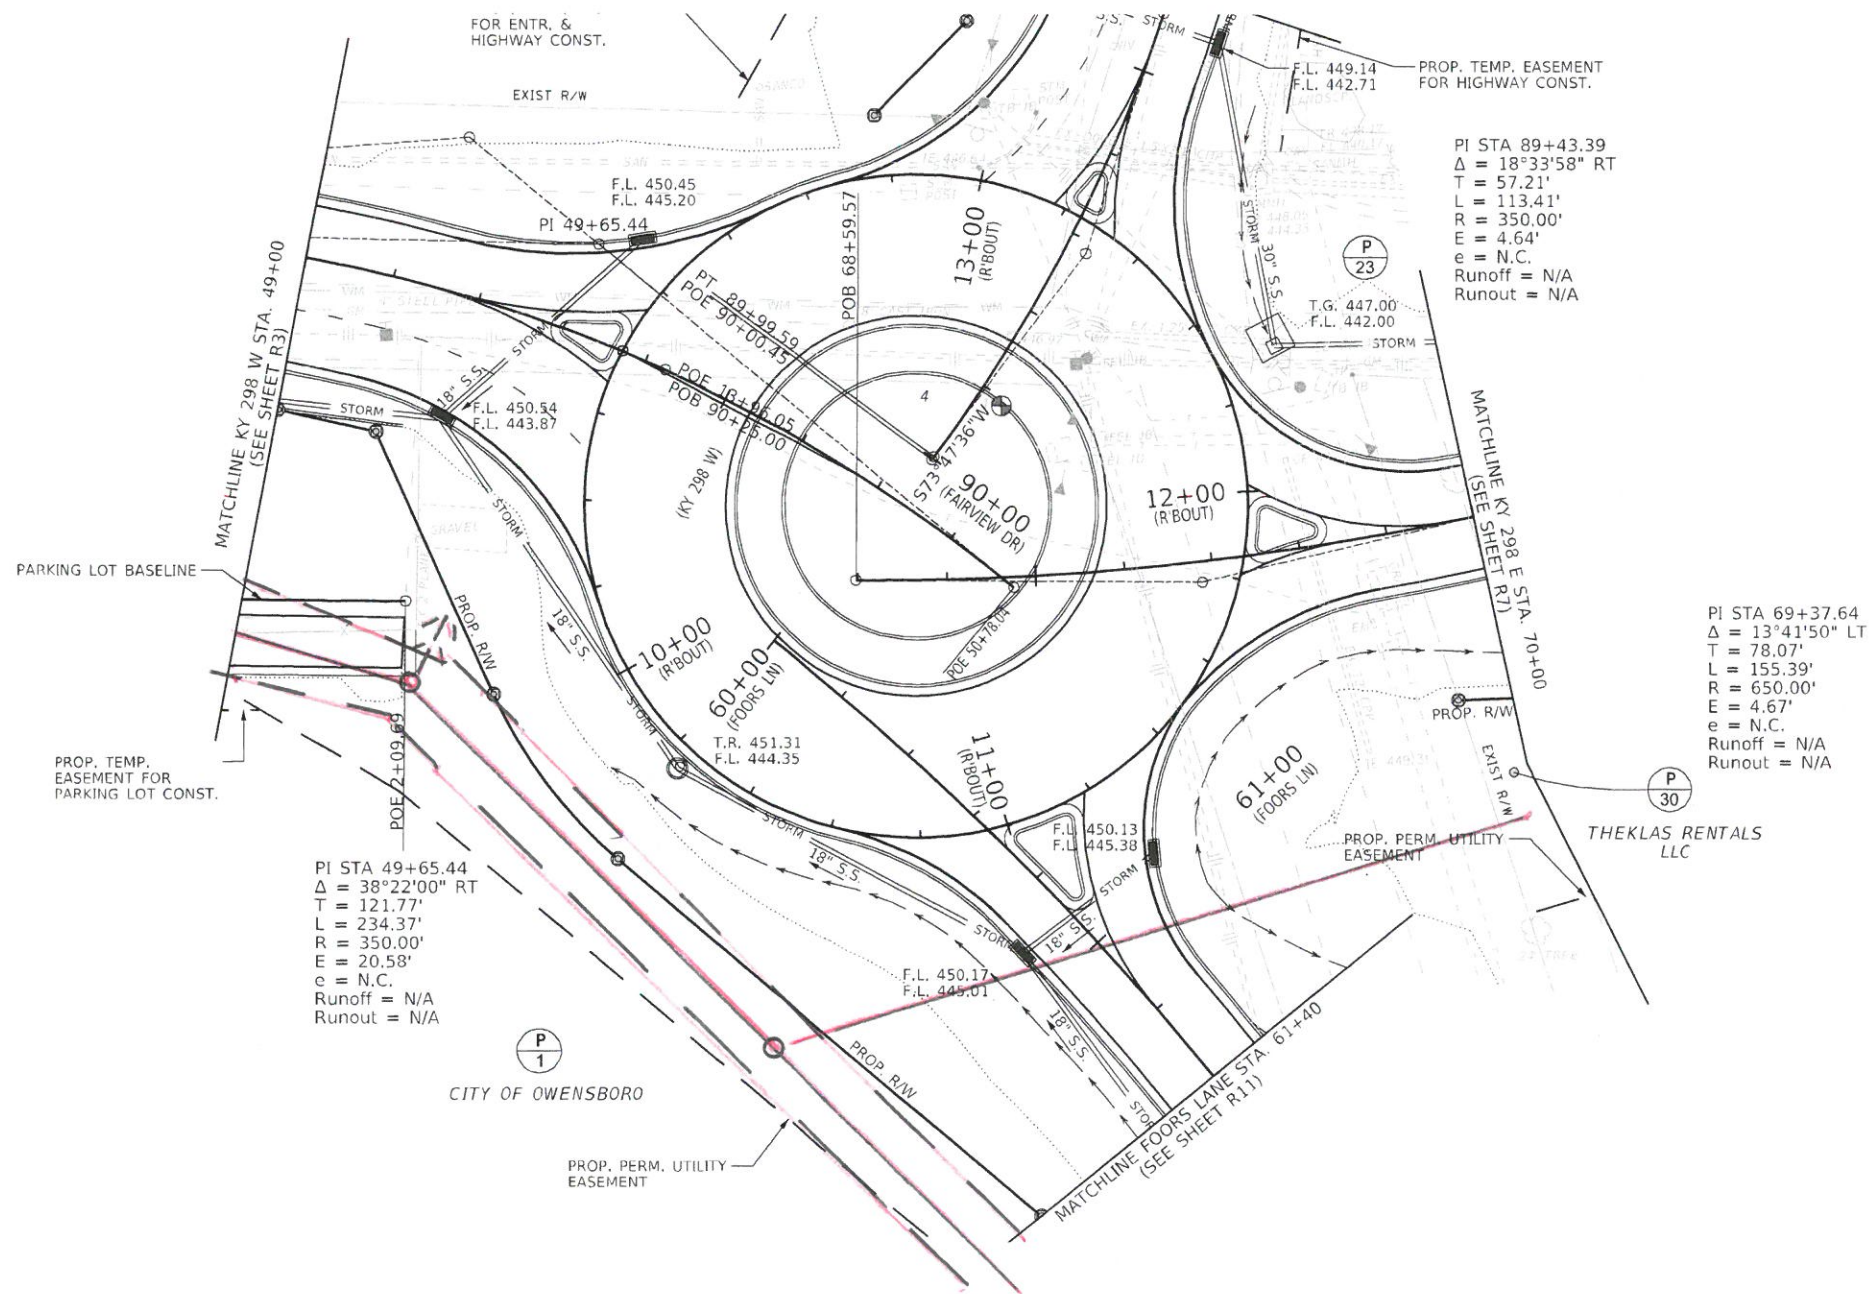 FOR ENTR. &
HIGHWAY CONST.
EXIST R/W
S.S.
STORM
F.L. 449.14
F.L. 442.71
PROP. TEMP. EASEMENT
FOR HIGHWAY CONST.
PI STA 89+43.39
Δ = 18°33'58" RT
T = 57.21'
L = 113.41'
R = 350.00'
E = 4.64'
e = N.C.
Runoff = N/A
Runout = N/A
SAN
F.L. 450.45
F.L. 445.20
PI 49+65.44
POB 68+59.57
13+00
(R'BOUT)
STORM
30" S.S.
P
23
T.G. 447.00
F.L. 442.00
STORM
MATCHLINE KY 298 W STA. 49+00
(SEE SHEET R3)
PT 89+99.59
POE 90+00.45
STORM
18" S.S.
F.L. 450.54
F.L. 443.87
STORM
POE 13+96.05
POB 90+25.00
4
S73°47'36"W
(KY 298 W)
90+00
(FAIRVIEW DR)
12+00
(R'BOUT)
MATCHLINE KY 298 E STA. 70+00
(SEE SHEET R7)
GRAVEL
STORM
PARKING LOT BASELINE
PROP. R/W
18" S.S.
10+00
(R'BOUT)
60+00
(FOORS LN)
POE 50+78.04
PI STA 69+37.64
Δ = 13°41'50" LT
T = 78.07'
L = 155.39'
R = 650.00'
E = 4.67'
e = N.C.
Runoff = N/A
Runout = N/A
STORM
T.R. 451.31
F.L. 444.35
11+00
(R'BOUT)
61+00
(FOORS LN)
PROP. R/W
EXIST R/W
P
30
THEKLAS RENTALS
LLC
PROP. TEMP.
EASEMENT FOR
PARKING LOT CONST.
POE 2+09.69
STORM
18" S.S.
F.L. 450.13
F.L. 445.38
STORM
18" S.S.
PROP. PERM. UTILITY
EASEMENT
PI STA 49+65.44
Δ = 38°22'00" RT
T = 121.77'
L = 234.37'
R = 350.00'
E = 20.58'
e = N.C.
Runoff = N/A
Runout = N/A
STORM
F.L. 450.17
F.L. 445.01
18" S.S.
P
1
CITY OF OWENSBORO
PROP. R/W
MATCHLINE FOORS LANE STA. 61+40
(SEE SHEET R11)
PROP. PERM. UTILITY
EASEMENT